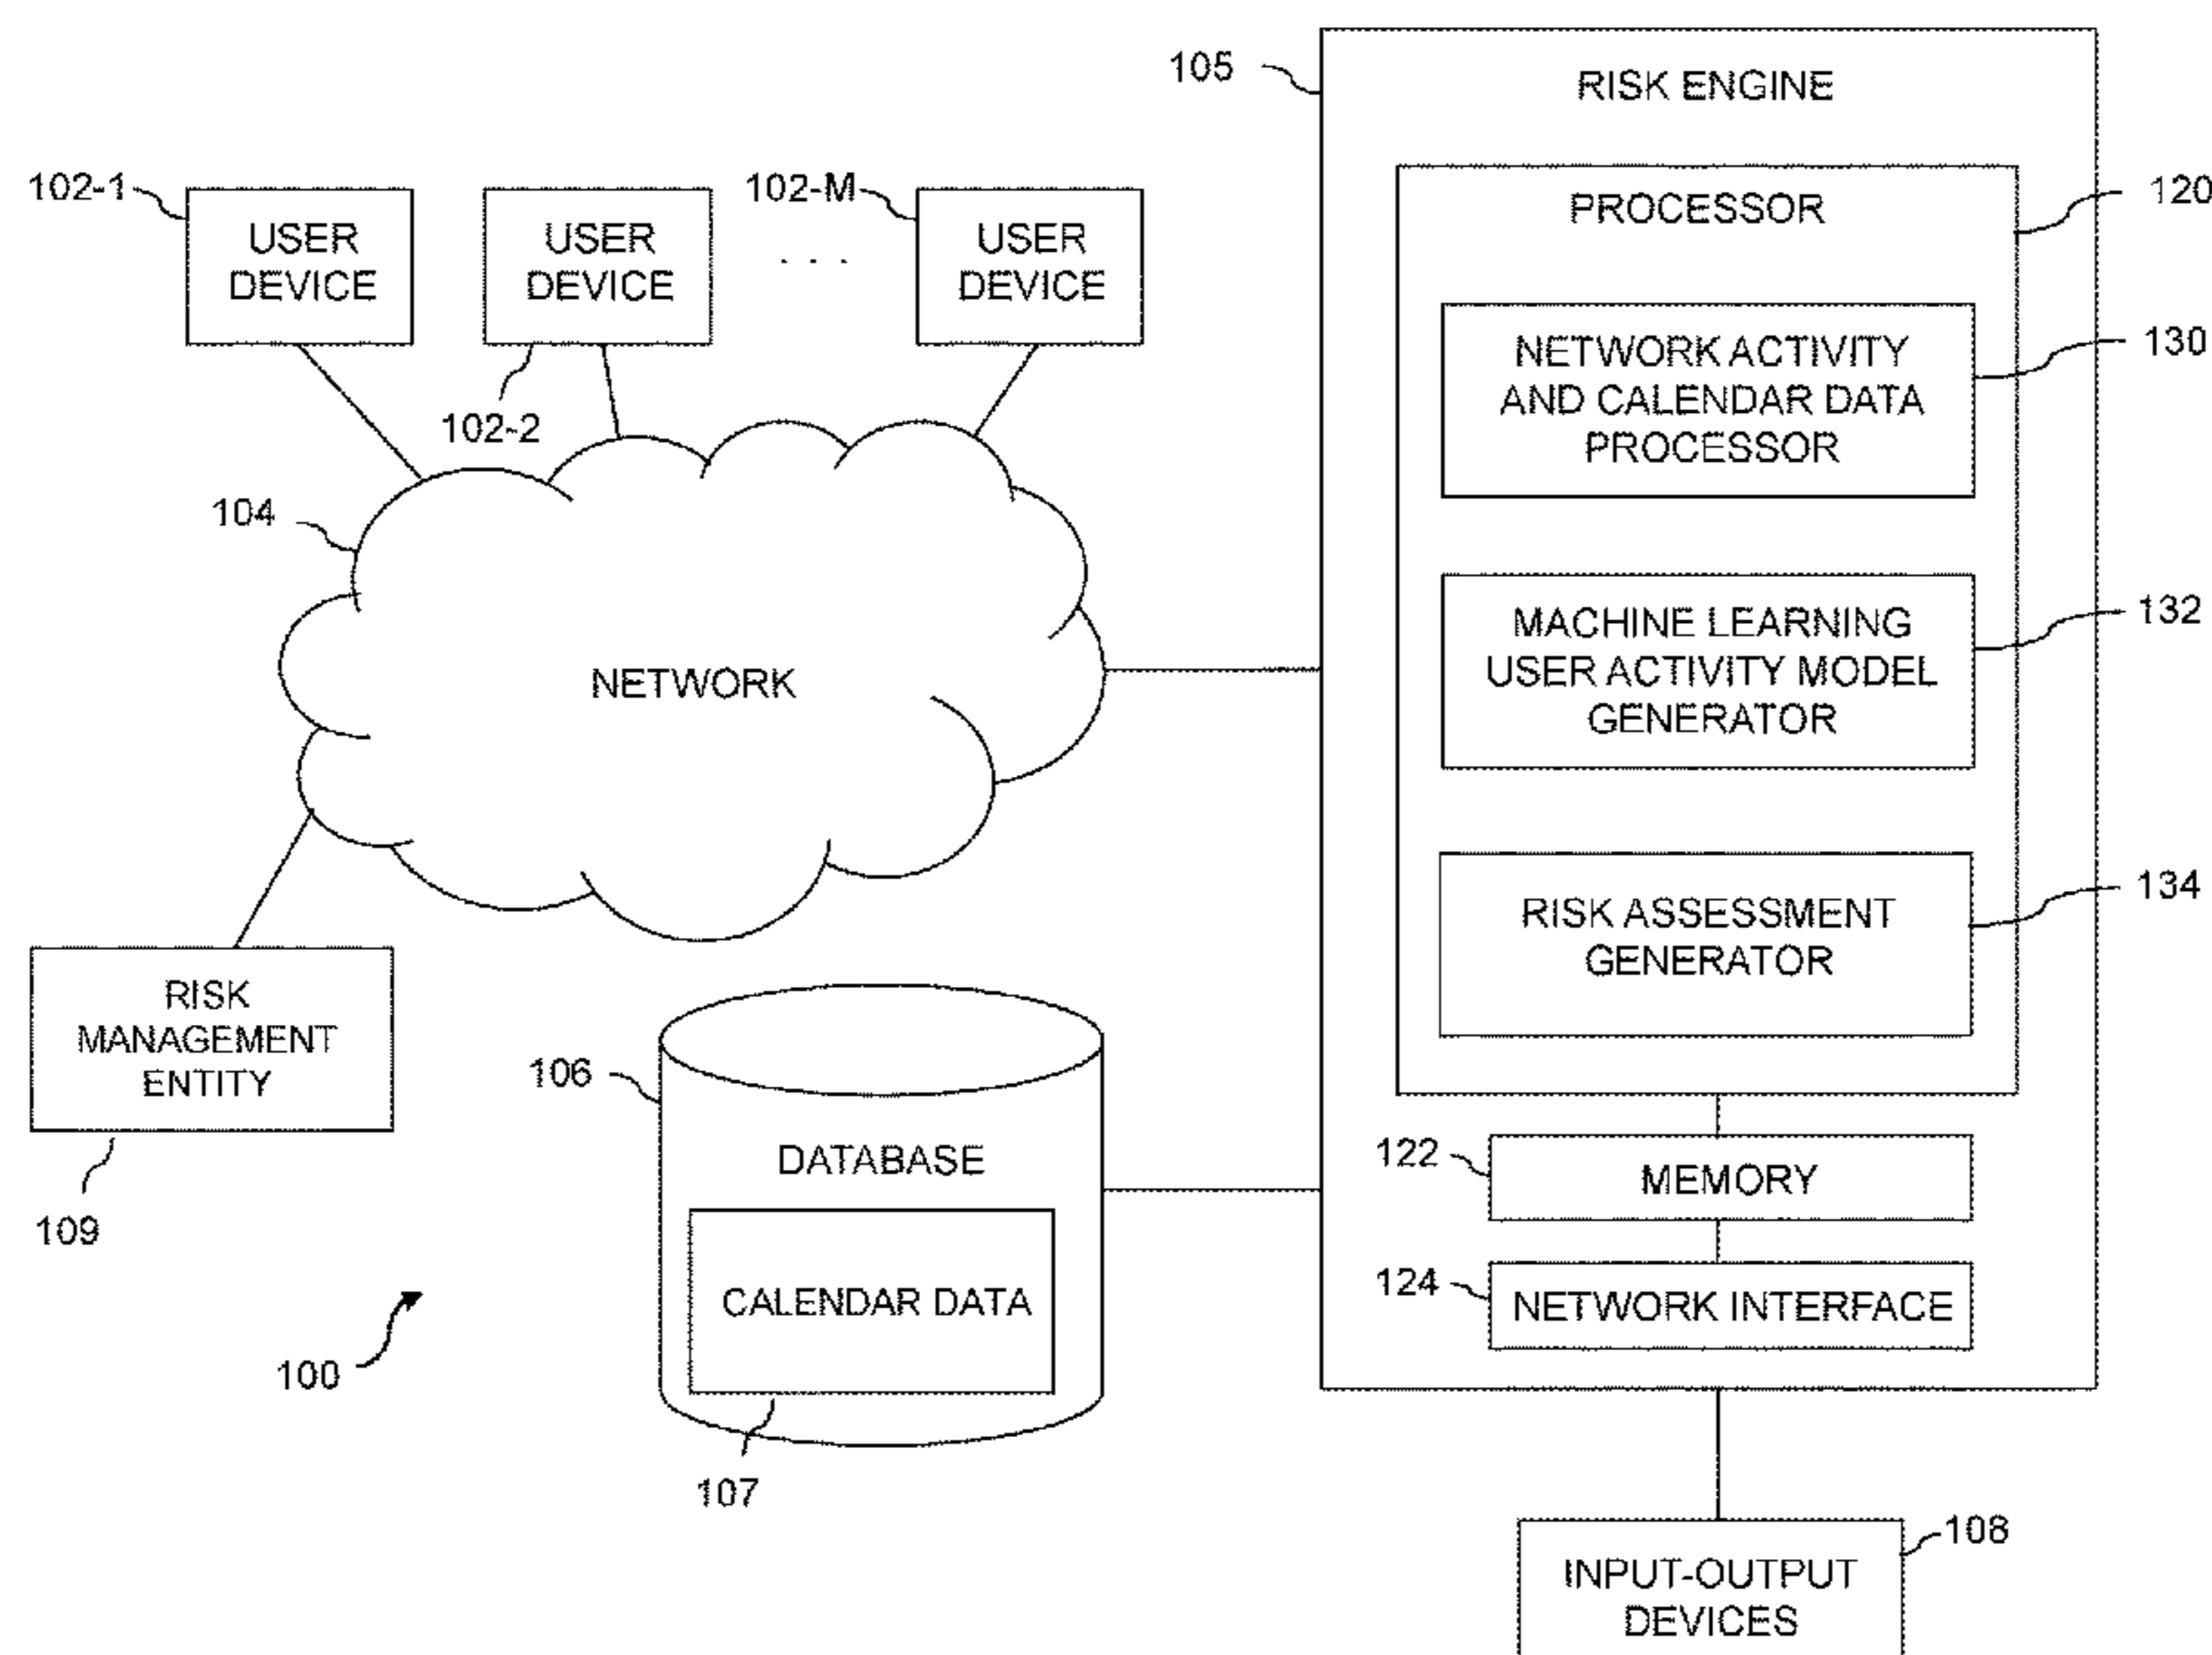 105
RISK ENGINE
102-1
USER
DEVICE
USER
DEVICE
102-2
. . .
102-M
USER
DEVICE
PROCESSOR
120
NETWORK ACTIVITY
AND CALENDAR DATA
PROCESSOR
130
104
NETWORK
MACHINE LEARNING
USER ACTIVITY MODEL
GENERATOR
132
RISK ASSESSMENT
GENERATOR
134
RISK
MANAGEMENT
ENTITY
109
106
DATABASE
CALENDAR DATA
107
100
122
MEMORY
124
NETWORK INTERFACE
108
INPUT-OUTPUT
DEVICES